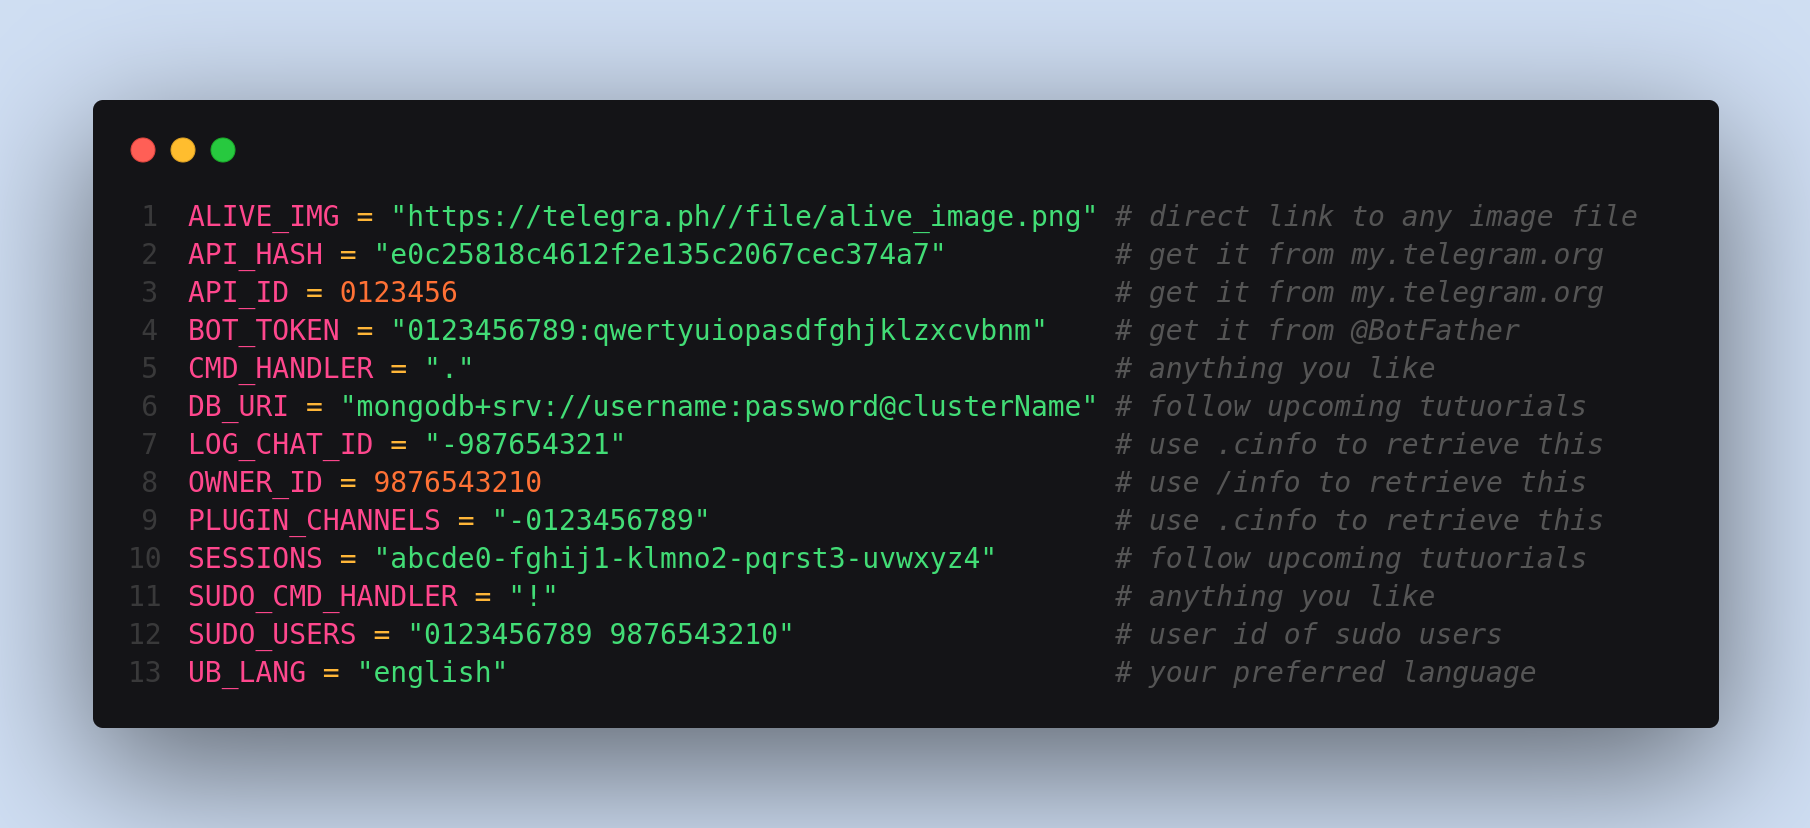 1 ALIVE_IMG = "https://telegra.ph//file/alive_image.png" # direct link to any image file
2 API_HASH = "e0c25818c4612f2e135c2067cec374a7" # get it from my.telegram.org
3 API_ID = 0123456 # get it from my.telegram.org
4 BOT_TOKEN = "0123456789:qwertyuiopasdfghjklzxcvbnm" # get it from @BotFather
5 CMD_HANDLER = "." # anything you like
6 DB_URI = "mongodb+srv://username:password@clusterName" # follow upcoming tutuorials
7 LOG_CHAT_ID = "-987654321" # use .cinfo to retrieve this
8 OWNER_ID = 9876543210 # use /info to retrieve this
9 PLUGIN_CHANNELS = "-0123456789" # use .cinfo to retrieve this
10 SESSIONS = "abcde0-fghij1-klmno2-pqrst3-uvwxyz4" # follow upcoming tutuorials
11 SUDO_CMD_HANDLER = "!" # anything you like
12 SUDO_USERS = "0123456789 9876543210" # user id of sudo users
13 UB_LANG = "english" # your preferred language